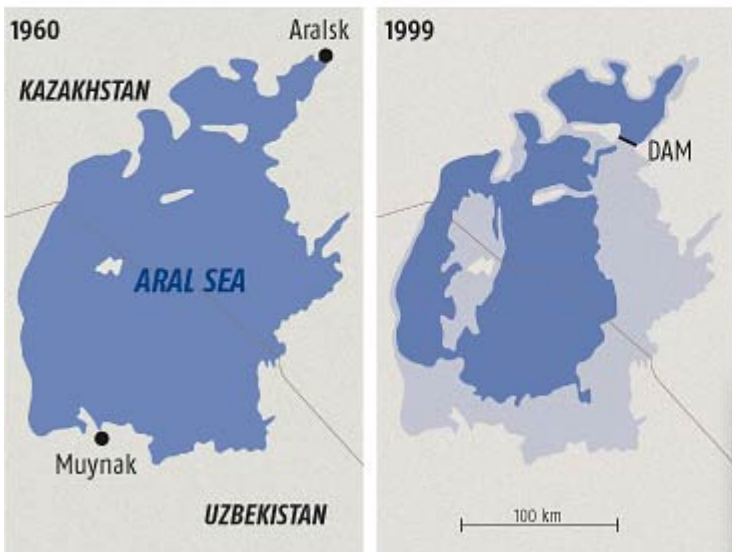 1960
Aralsk
KAZAKHSTAN
ARAL SEA
Muynak
UZBEKISTAN
1999
DAM
100 km